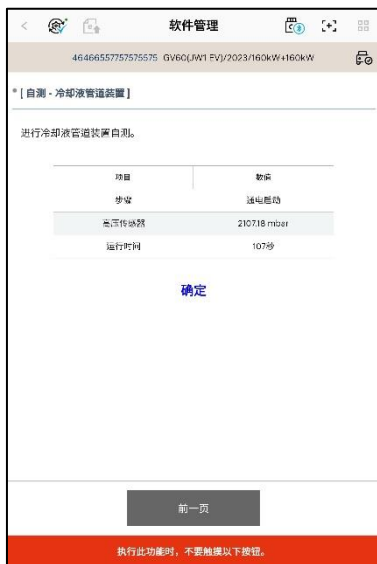 软件管理
46466557757575575 GV60(JW1 EV)/2023/160kW+160kW
* [ 自测 - 冷却液管道装置 ]
进行冷却液管道装置自测。
项目 数值
步骤 通电启动
高压传感器 2107.18 mbar
运行时间 107秒
确定
前一页
执行此功能时，不要触摸以下按钮。